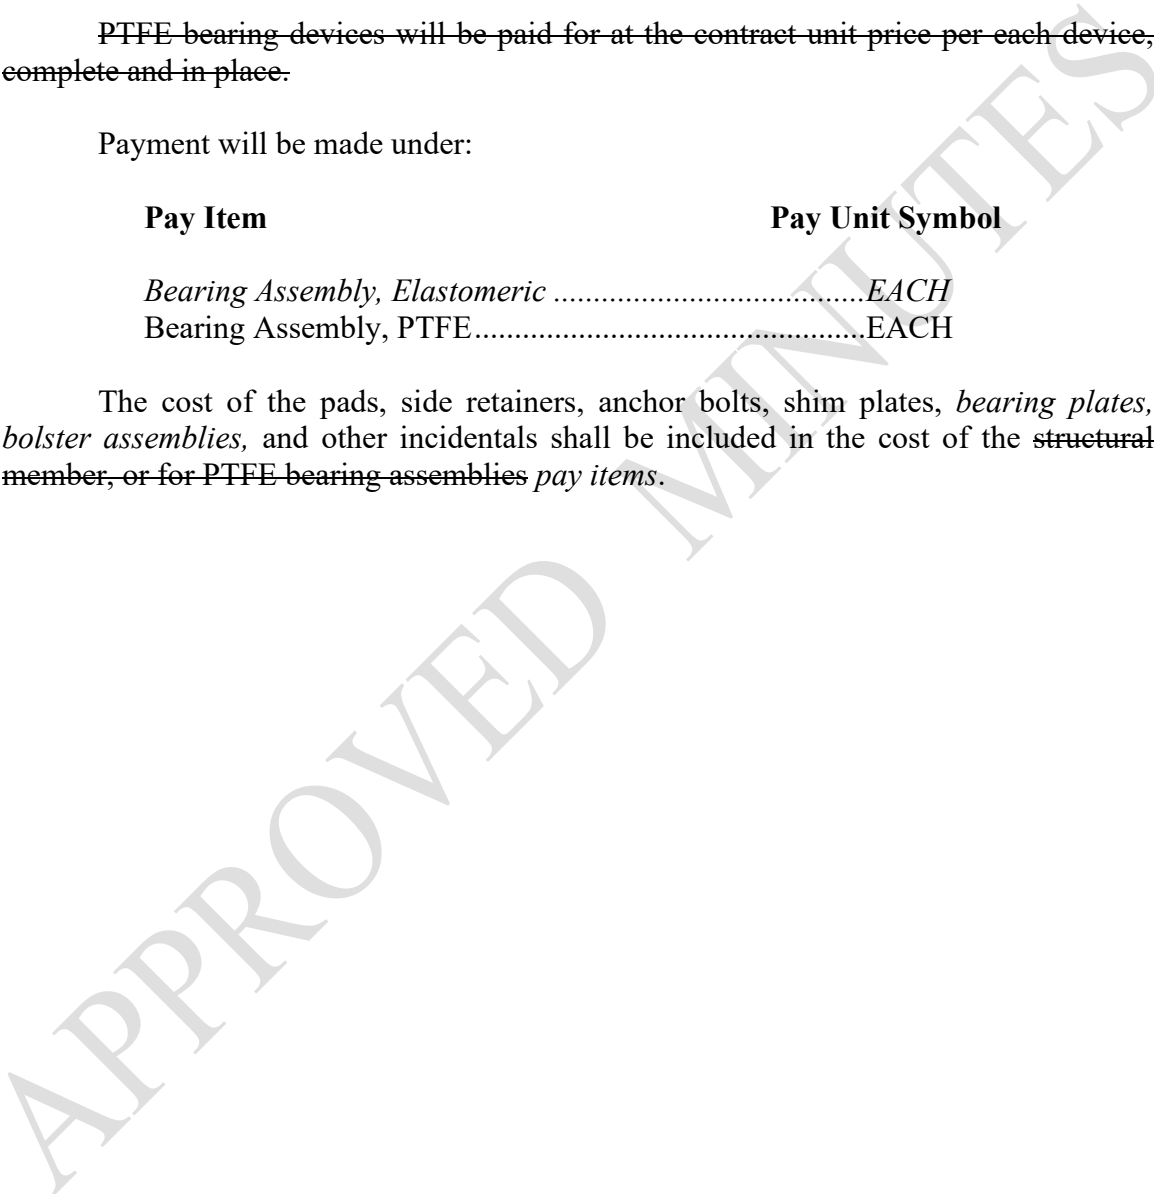 PTFE bearing devices will be paid for at the contract unit price per each device,
complete and in place.
Payment will be made under:
Pay Item Pay Unit Symbol
Bearing Assembly, Elastomeric .......................................EACH
Bearing Assembly, PTFE.................................................EACH
The cost of the pads, side retainers, anchor bolts, shim plates, bearing plates,
bolster assemblies, and other incidentals shall be included in the cost of the structural
member, or for PTFE bearing assemblies pay items.
APPROVED MINUTES